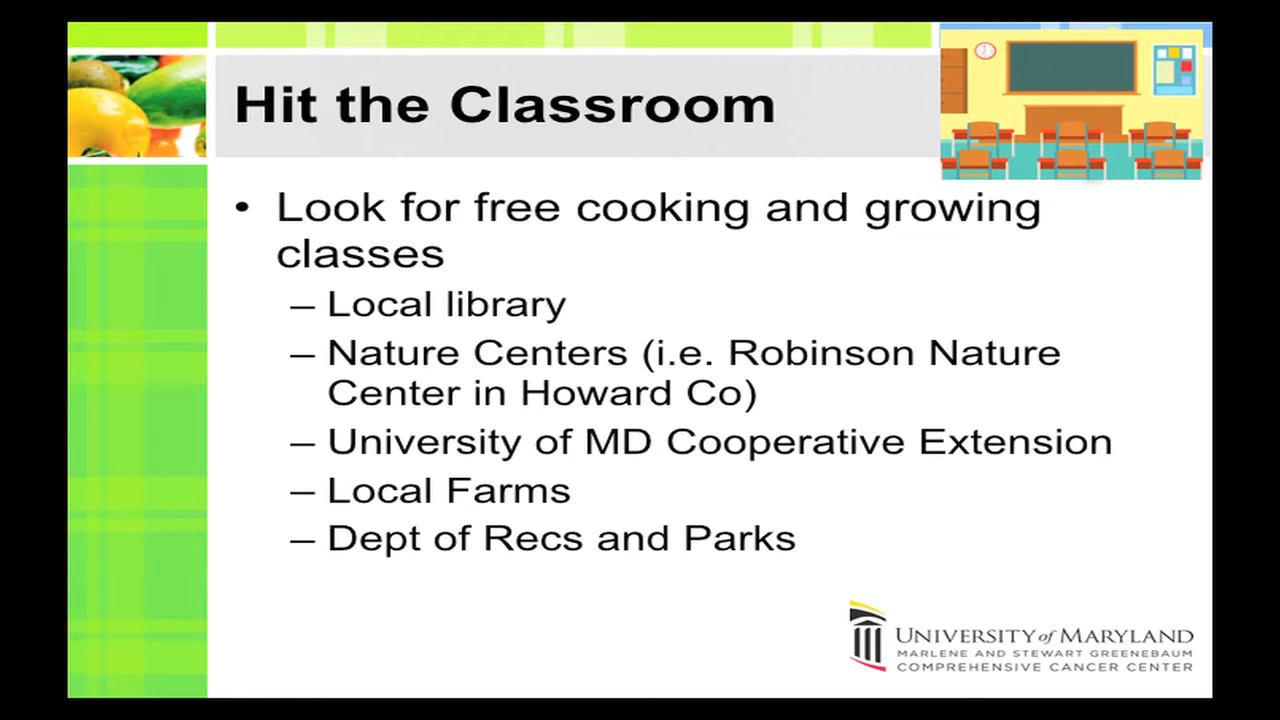 Hit the Classroom
• Look for free cooking and growing
classes
– Local library
– Nature Centers (i.e. Robinson Nature
Center in Howard Co)
– University of MD Cooperative Extension
– Local Farms
– Dept of Recs and Parks
UNIVERSITY of MARYLAND
MARLENE AND STEWART GREENEBAUM
COMPREHENSIVE CANCER CENTER